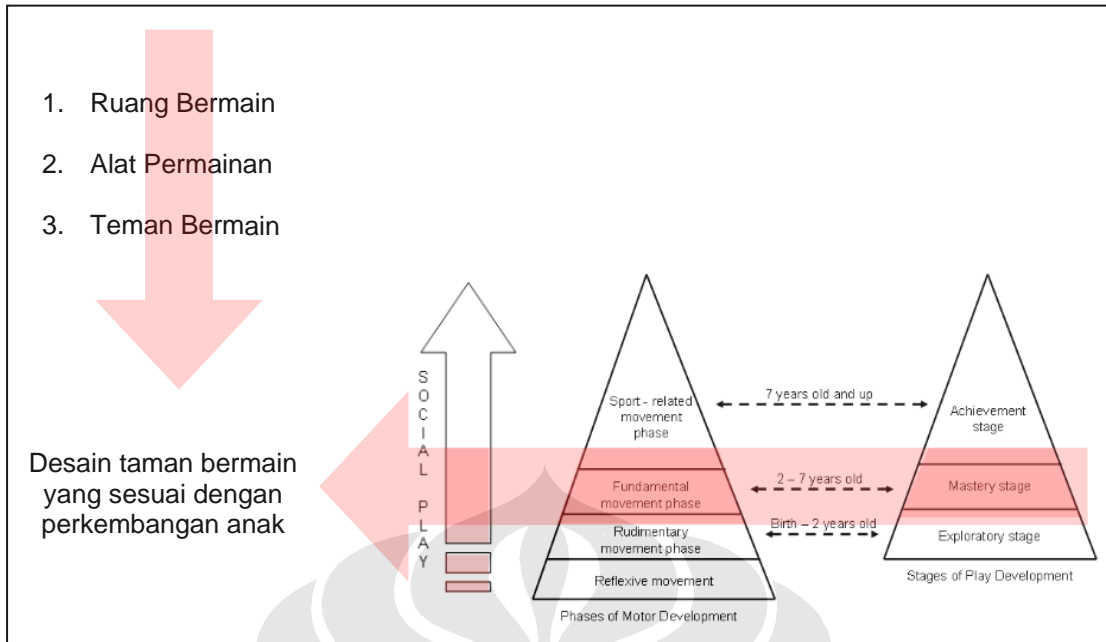 1. Ruang Bermain
2. Alat Permainan
3. Teman Bermain
Desain taman bermain
yang sesuai dengan
perkembangan anak
SOCIAL PLAY
Sport - related
movement
phase
Fundamental
movement phase
Rudimentary
movement phase
Reflexive movement
Phases of Motor Development
7 years old and up
2 – 7 years old
Birth – 2 years old
Achievement
stage
Mastery stage
Exploratory stage
Stages of Play Development